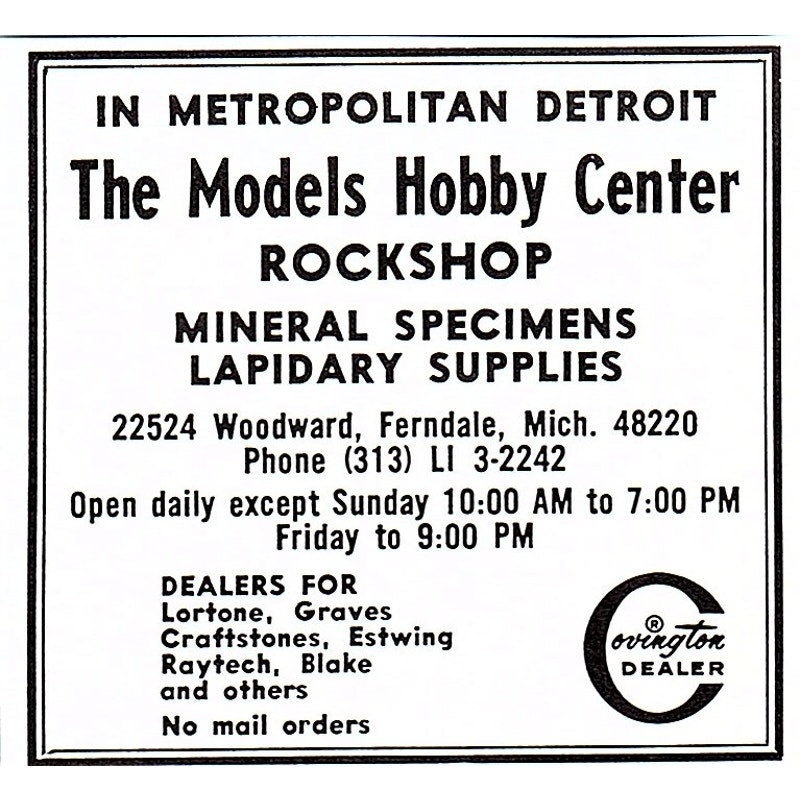 IN METROPOLITAN DETROIT
The Models Hobby Center
ROCKSHOP
MINERAL SPECIMENS
LAPIDARY SUPPLIES
22524 Woodward, Ferndale, Mich. 48220
Phone (313) LI 3-2242
Open daily except Sunday 10:00 AM to 7:00 PM
Friday to 9:00 PM
DEALERS FOR
Lortone, Graves
Craftstones, Estwing
Raytech, Blake
and others
No mail orders
®
Covington
DEALER